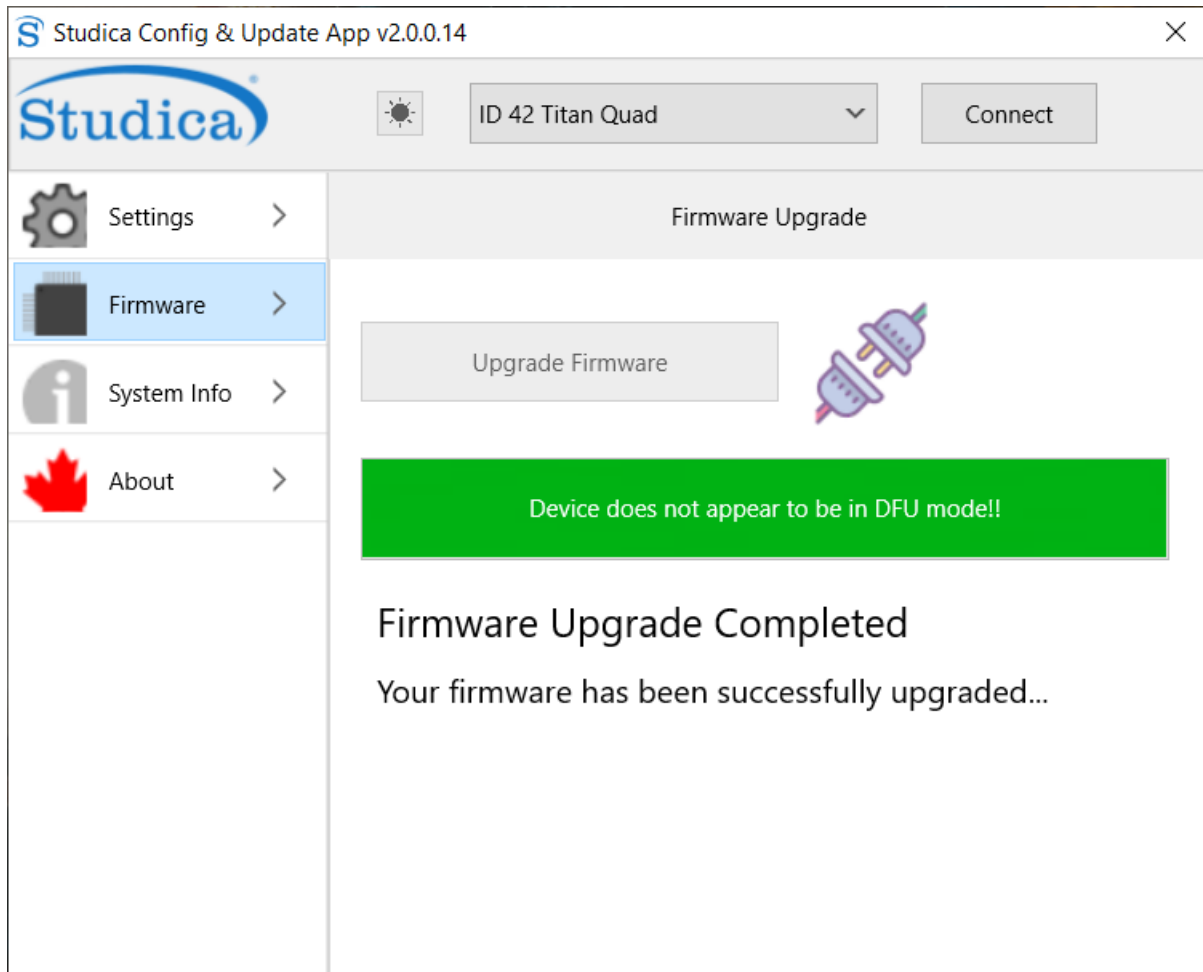 Studica Config & Update App v2.0.0.14
Studica
ID 42 Titan Quad
Connect
Settings
Firmware Upgrade
Firmware
Upgrade Firmware
System Info
About
Device does not appear to be in DFU mode!!
Firmware Upgrade Completed
Your firmware has been successfully upgraded...